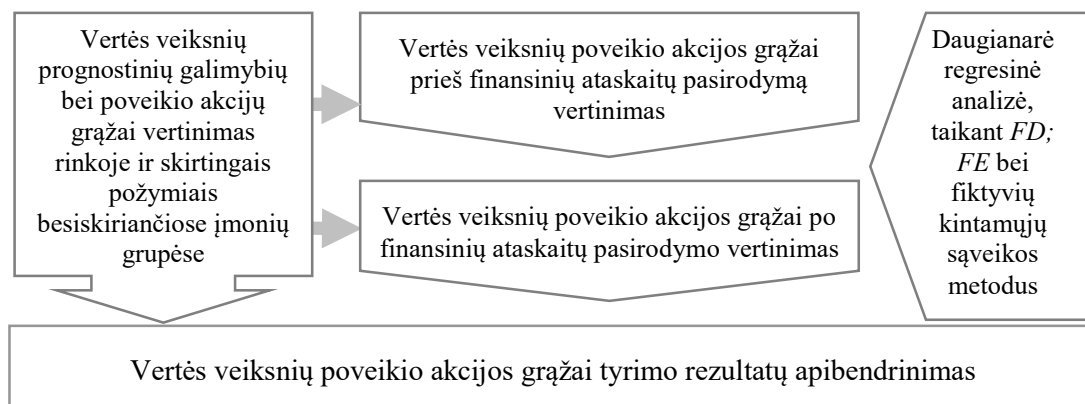 Vertės veiksnių
prognostinių galimybių
bei poveikio akcijų
grąžai vertinimas
rinkoje ir skirtingais
požymiais
besiskiriančiose įmonių
grupėse
Vertės veiksnių poveikio akcijos grąžai
prieš finansinių ataskaitų pasirodymą
vertinimas
Vertės veiksnių poveikio akcijos grąžai po
finansinių ataskaitų pasirodymo vertinimas
Daugianarė
regresinė
analizė,
taikant FD;
FE bei
fiktyvių
kintamųjų
sąveikos
metodus
Vertės veiksnių poveikio akcijos grąžai tyrimo rezultatų apibendrinimas